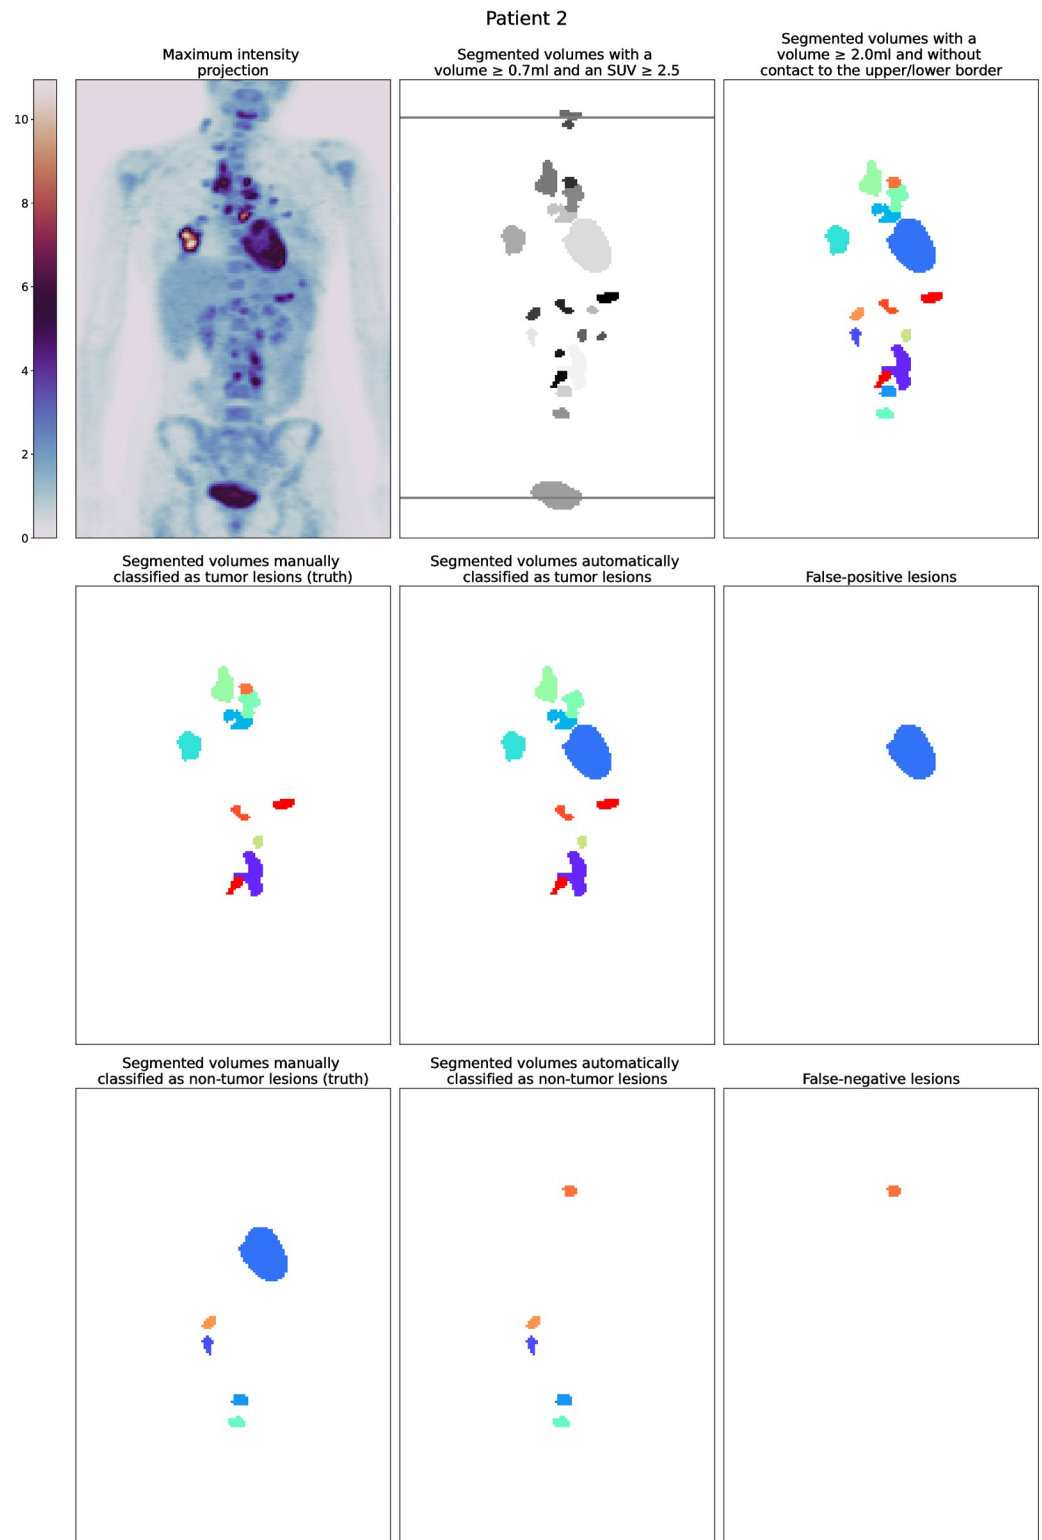 Patient 2
Maximum intensity
projection
Segmented volumes with a
volume ≥ 0.7ml and an SUV ≥ 2.5
Segmented volumes with a
volume ≥ 2.0ml and without
contact to the upper/lower border
10
8
6
4
2
0
Segmented volumes manually
classified as tumor lesions (truth)
Segmented volumes automatically
classified as tumor lesions
False-positive lesions
Segmented volumes manually
classified as non-tumor lesions (truth)
Segmented volumes automatically
classified as non-tumor lesions
False-negative lesions